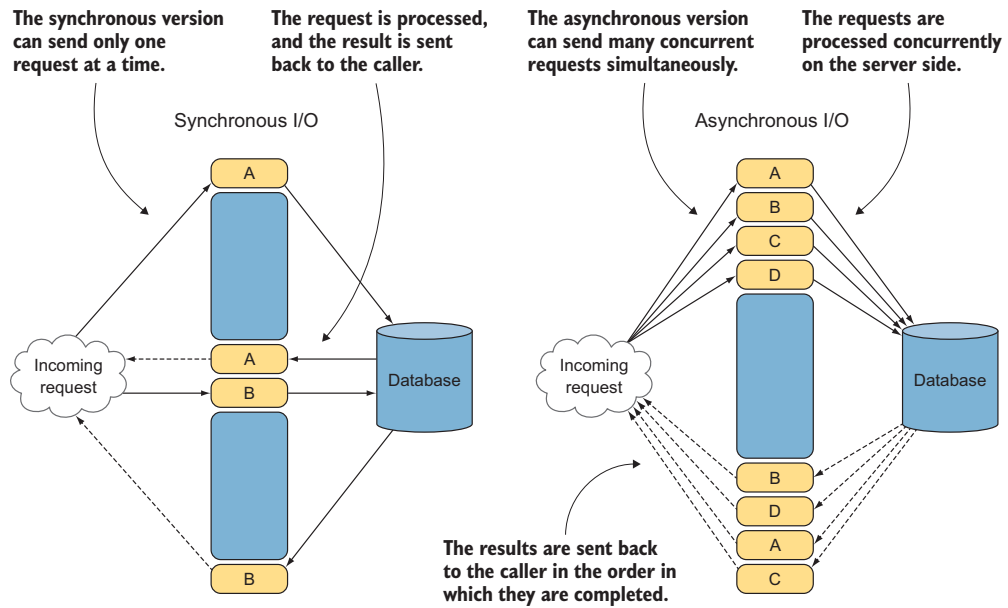 The synchronous version
can send only one
request at a time.
The request is processed,
and the result is sent
back to the caller.
The asynchronous version
can send many concurrent
requests simultaneously.
The requests are
processed concurrently
on the server side.
Synchronous I/O
A
A
B
B
Incoming
request
Database
Asynchronous I/O
A
B
C
D
Incoming
request
Database
B
D
A
C
The results are sent back
to the caller in the order in
which they are completed.